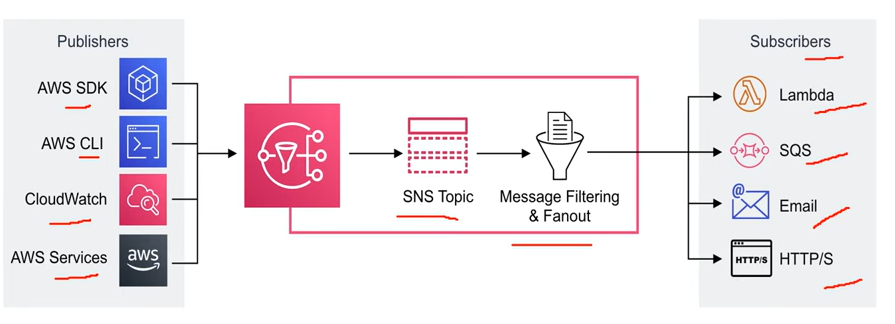 Publishers
AWS SDK
AWS CLI
CloudWatch
AWS Services
aws
SNS Topic
Message Filtering
& Fanout
Subscribers
Lambda
SQS
@
Email
HTTP/S
HTTP/S